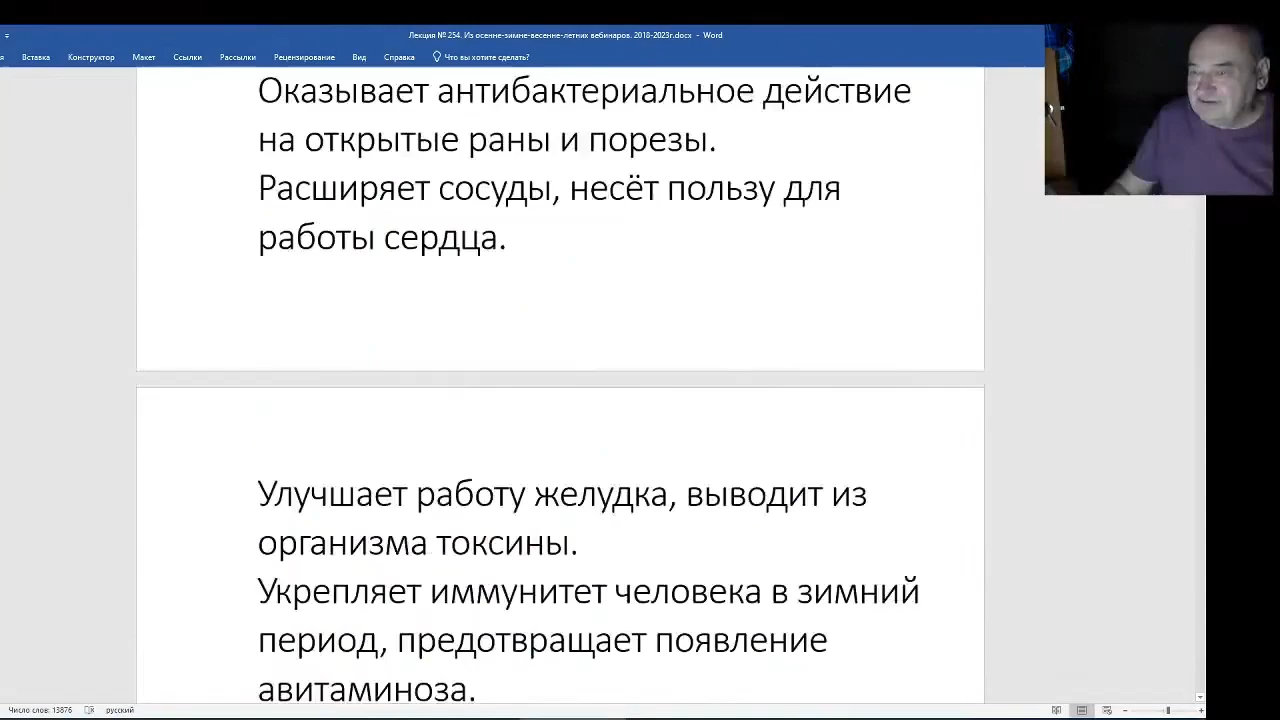 Лекция № 254. Из осенне-зимне-весенне-летних вебинаров. 2018-2023г.docx - Word
я Вставка Конструктор Макет Ссылки Рассылки Рецензирование Вид Справка Что вы хотите сделать?
Оказывает антибактериальное действие
на открытые раны и порезы.
Расширяет сосуды, несёт пользу для
работы сердца.
Улучшает работу желудка, выводит из
организма токсины.
Укрепляет иммунитет человека в зимний
период, предотвращает появление
авитаминоза.
Число слов: 13876 русский